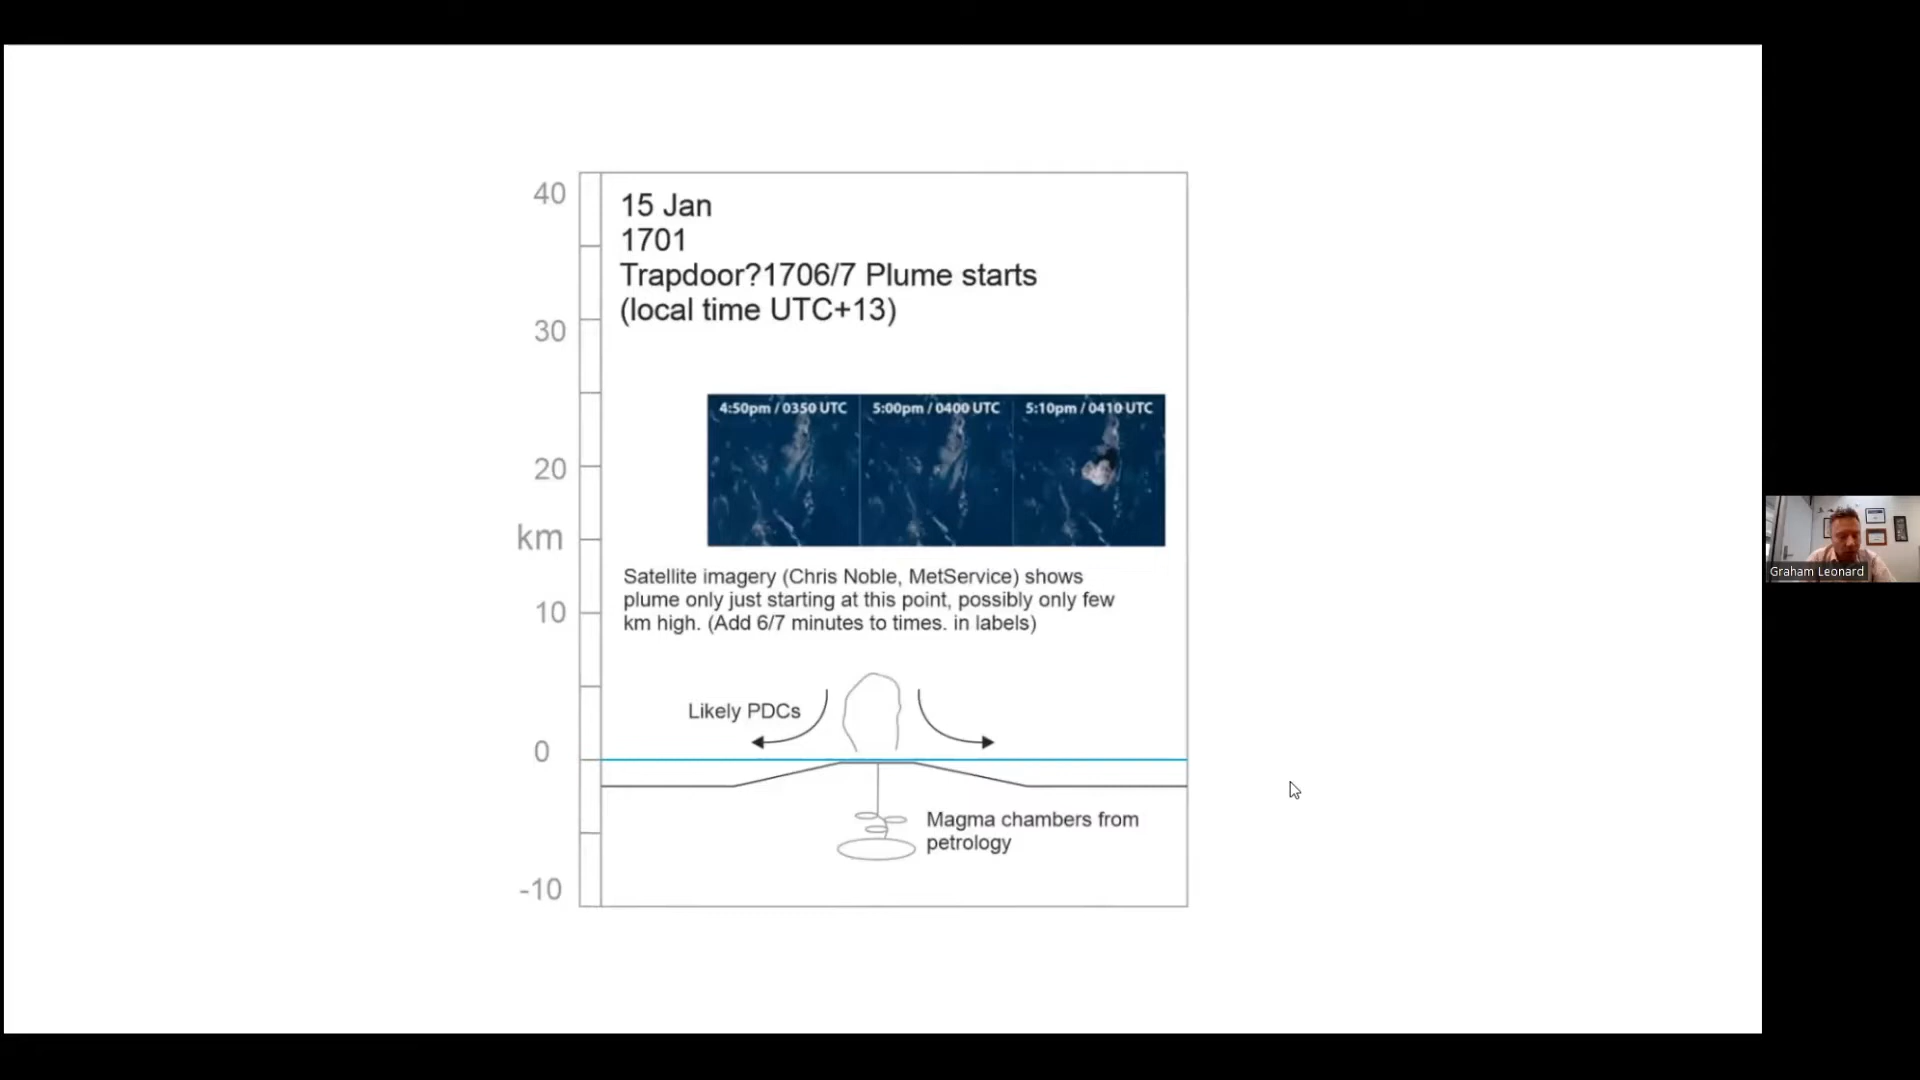 40
30
20
km
10
0
-10
15 Jan
1701
Trapdoor?1706/7 Plume starts
(local time UTC+13)
4:50pm / 0350 UTC
5:00pm / 0400 UTC
5:10pm / 0410 UTC
Satellite imagery (Chris Noble, MetService) shows
plume only just starting at this point, possibly only few
km high. (Add 6/7 minutes to times. in labels)
Likely PDCs
Magma chambers from
petrology
Graham Leonard